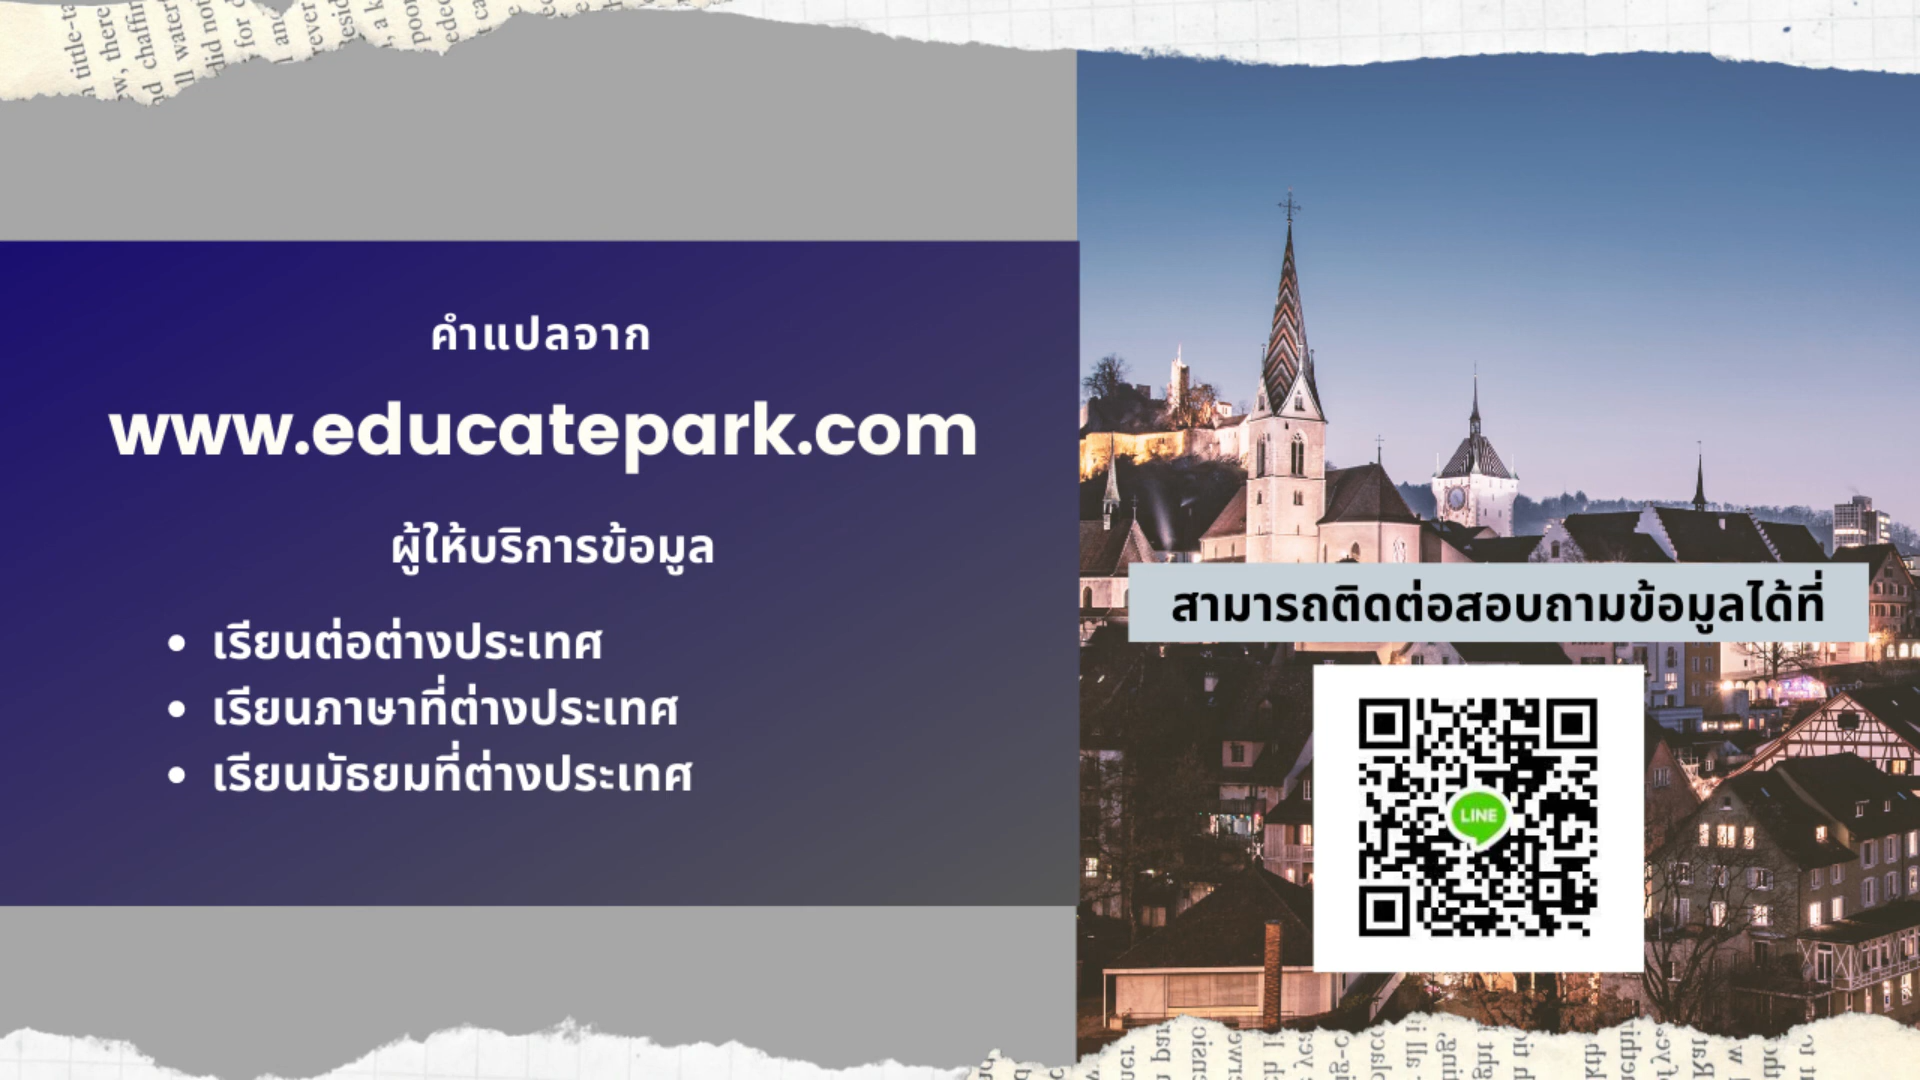 คำแปลจาก
www.educatepark.com
ผู้ให้บริการข้อมูล
• เรียนต่อต่างประเทศ
• เรียนภาษาที่ต่างประเทศ
• เรียนมัธยมที่ต่างประเทศ
สามารถติดต่อสอบถามข้อมูลได้ที่
LINE